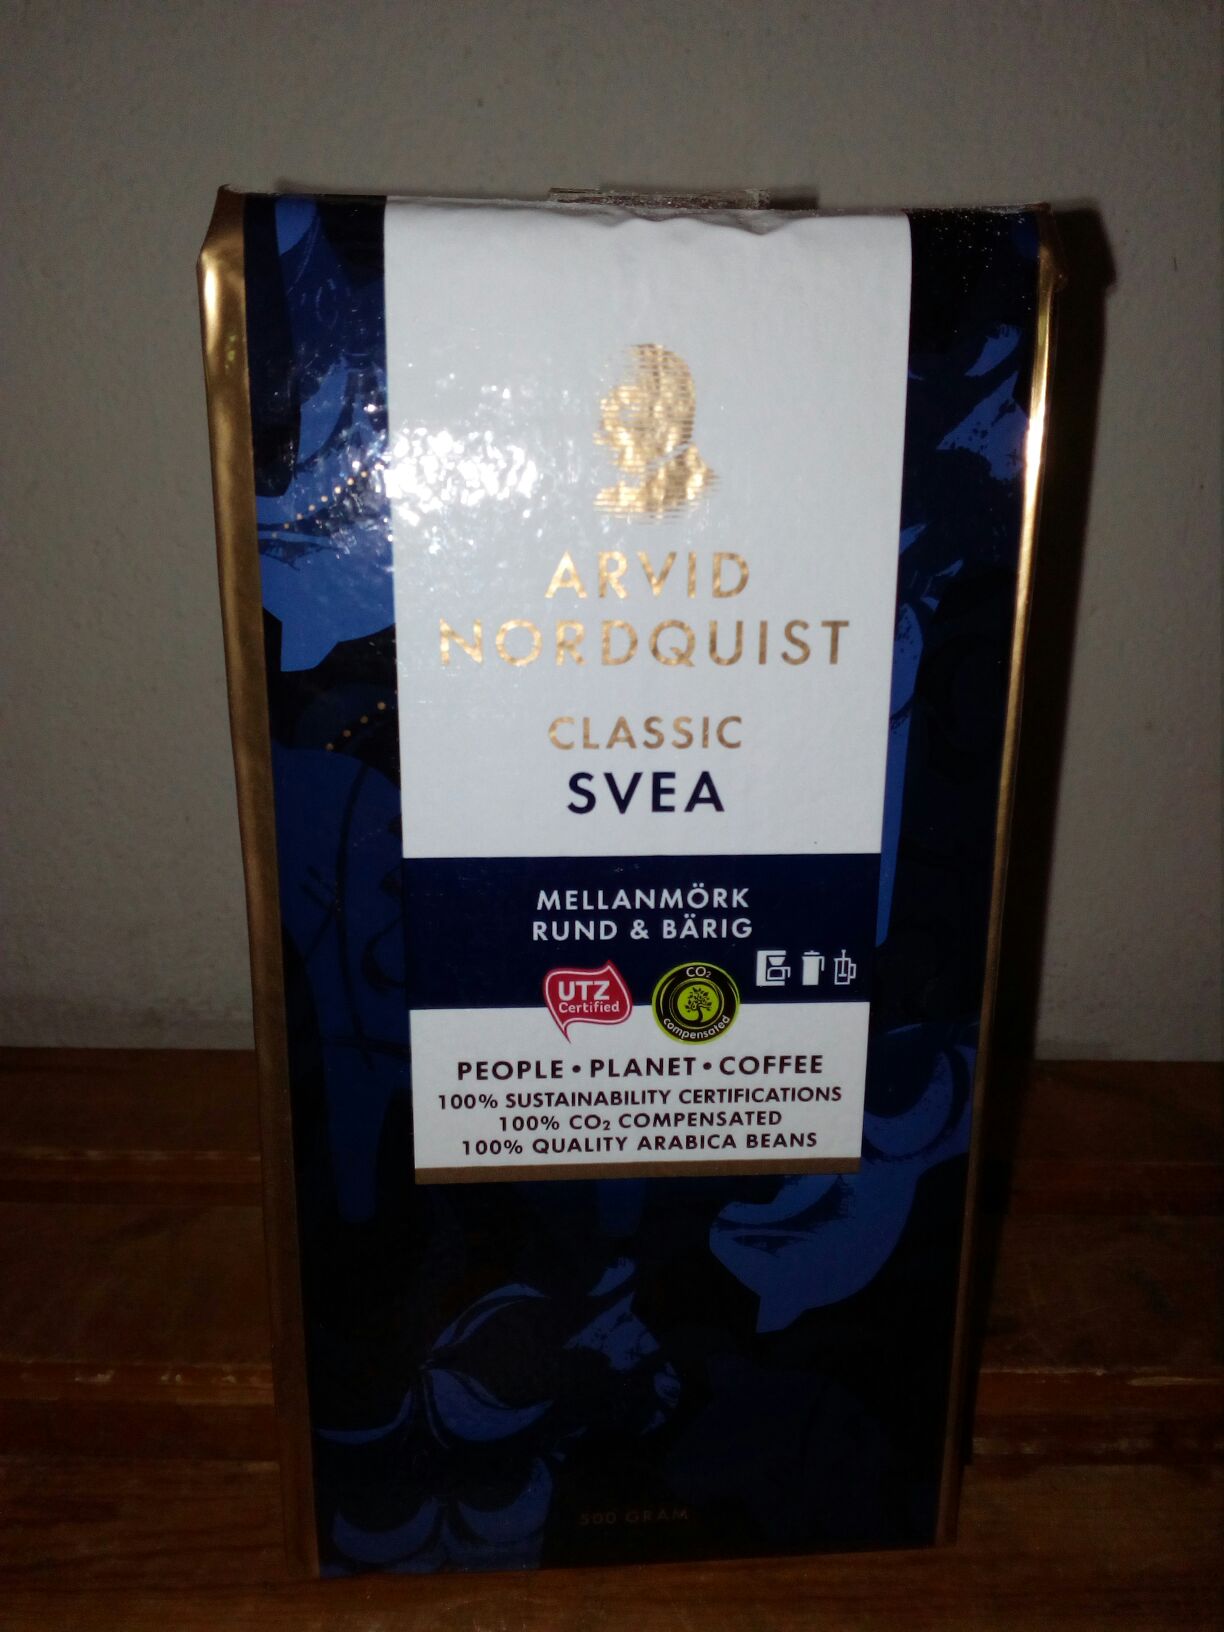 ARVID
NORDQUIST
CLASSIC
SVEA
MELLANMÖRK
RUND & BÄRIG
UTZ
Certified
CO₂
compensated
PEOPLE • PLANET • COFFEE
100% SUSTAINABILITY CERTIFICATIONS
100% CO₂ COMPENSATED
100% QUALITY ARABICA BEANS
500 GRAM